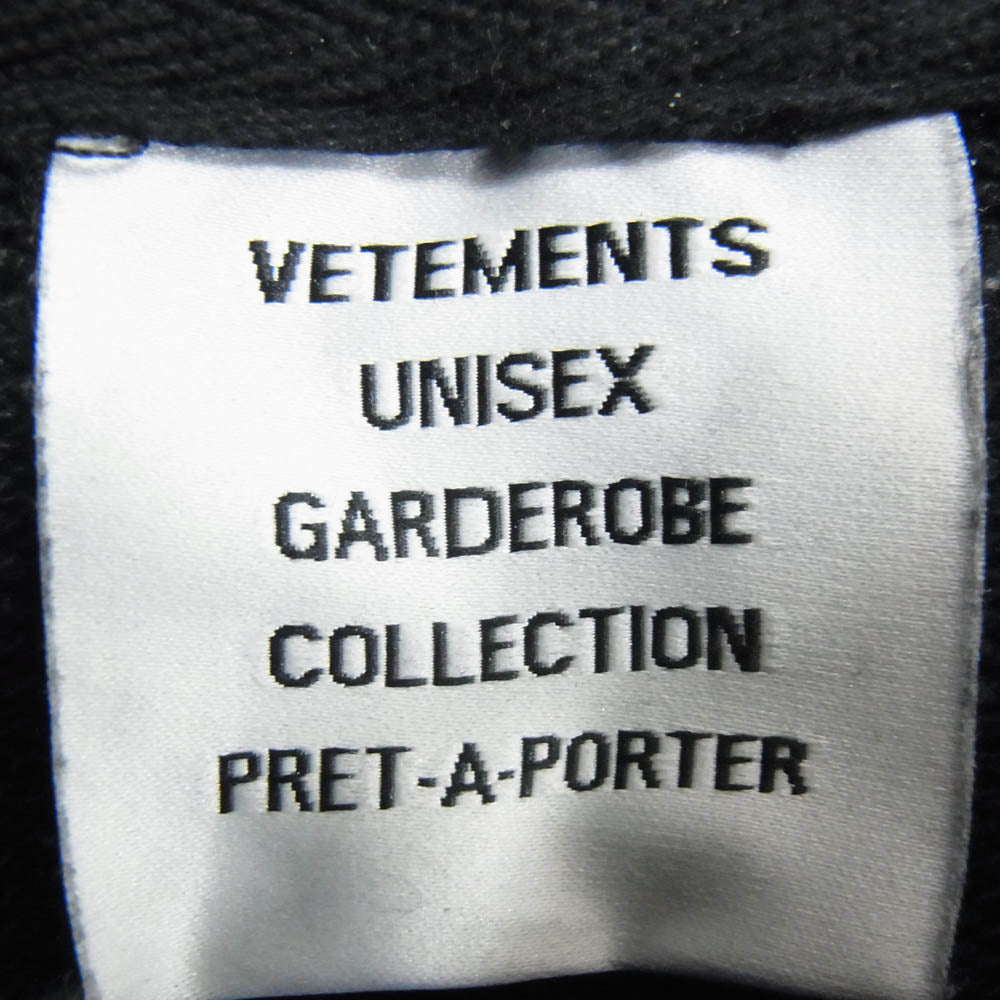 VETEMENTS
UNISEX
GARDEROBE
COLLECTION
PRET-A-PORTER